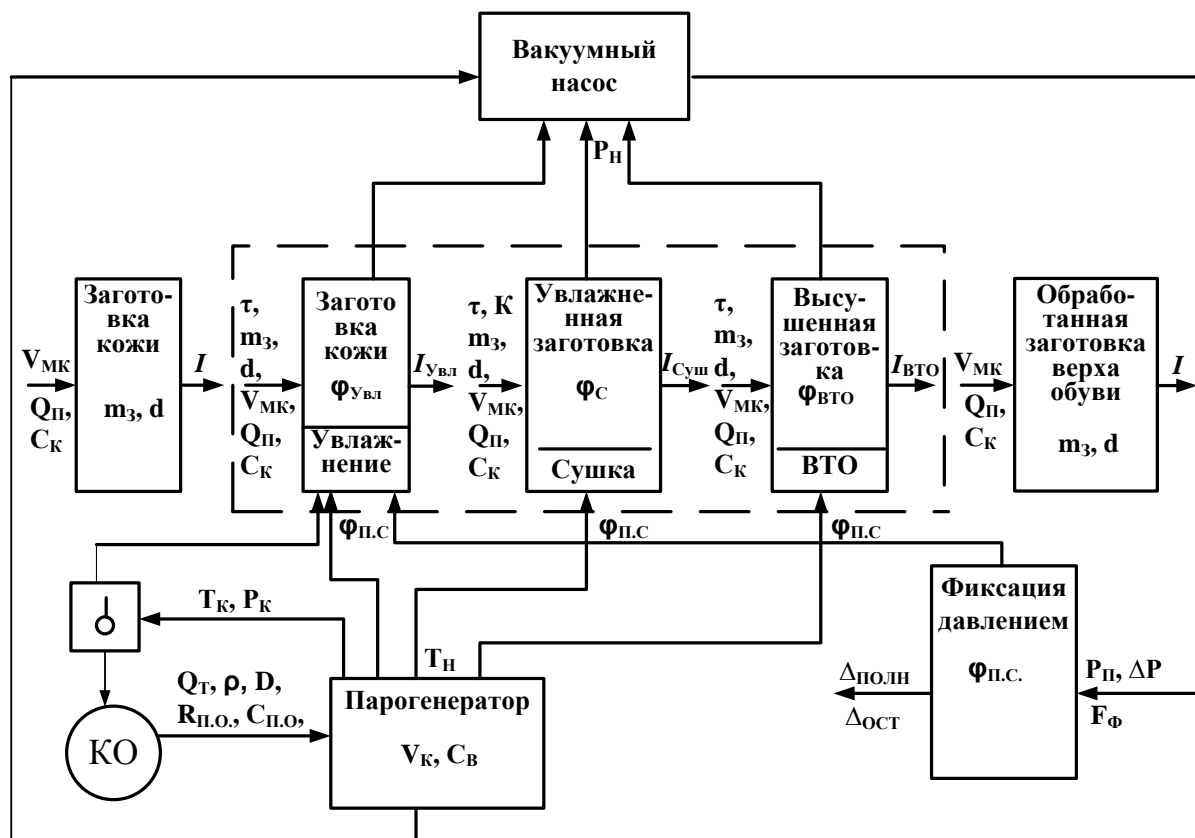 Вакуумный
насос
P_Н
Загото-
вка
кожи
m_З, d
V_МК
Q_П,
C_К
I
τ,
m_З,
d,
V_МК,
Q_П,
C_К
Загото
вка
кожи
φ_Увл
Увлаж-
нение
I_Увл
τ, К
m_З,
d,
V_МК,
Q_П,
C_К
Увлажне-
нная
заготовка
φ_С
Сушка
I_Суш
τ,
m_З,
d,
V_МК,
Q_П,
C_К
Высу-
шенная
заготов-
ка
φ_ВТО
ВТО
I_ВТО
V_МК
Q_П,
C_К
Обрабо-
танная
заготовка
верха
обуви
m_З, d
I
φ_П.С
φ_П.С
φ_П.С
T_К, P_К
T_Н
Q_Т, ρ, D,
R_П.О., C_П.О,
КО
Парогенератор
V_К, C_В
Фиксация
давлением
φ_П.С.
Δ_ПОЛН
Δ_ОСТ
P_П, ΔP
F_Ф